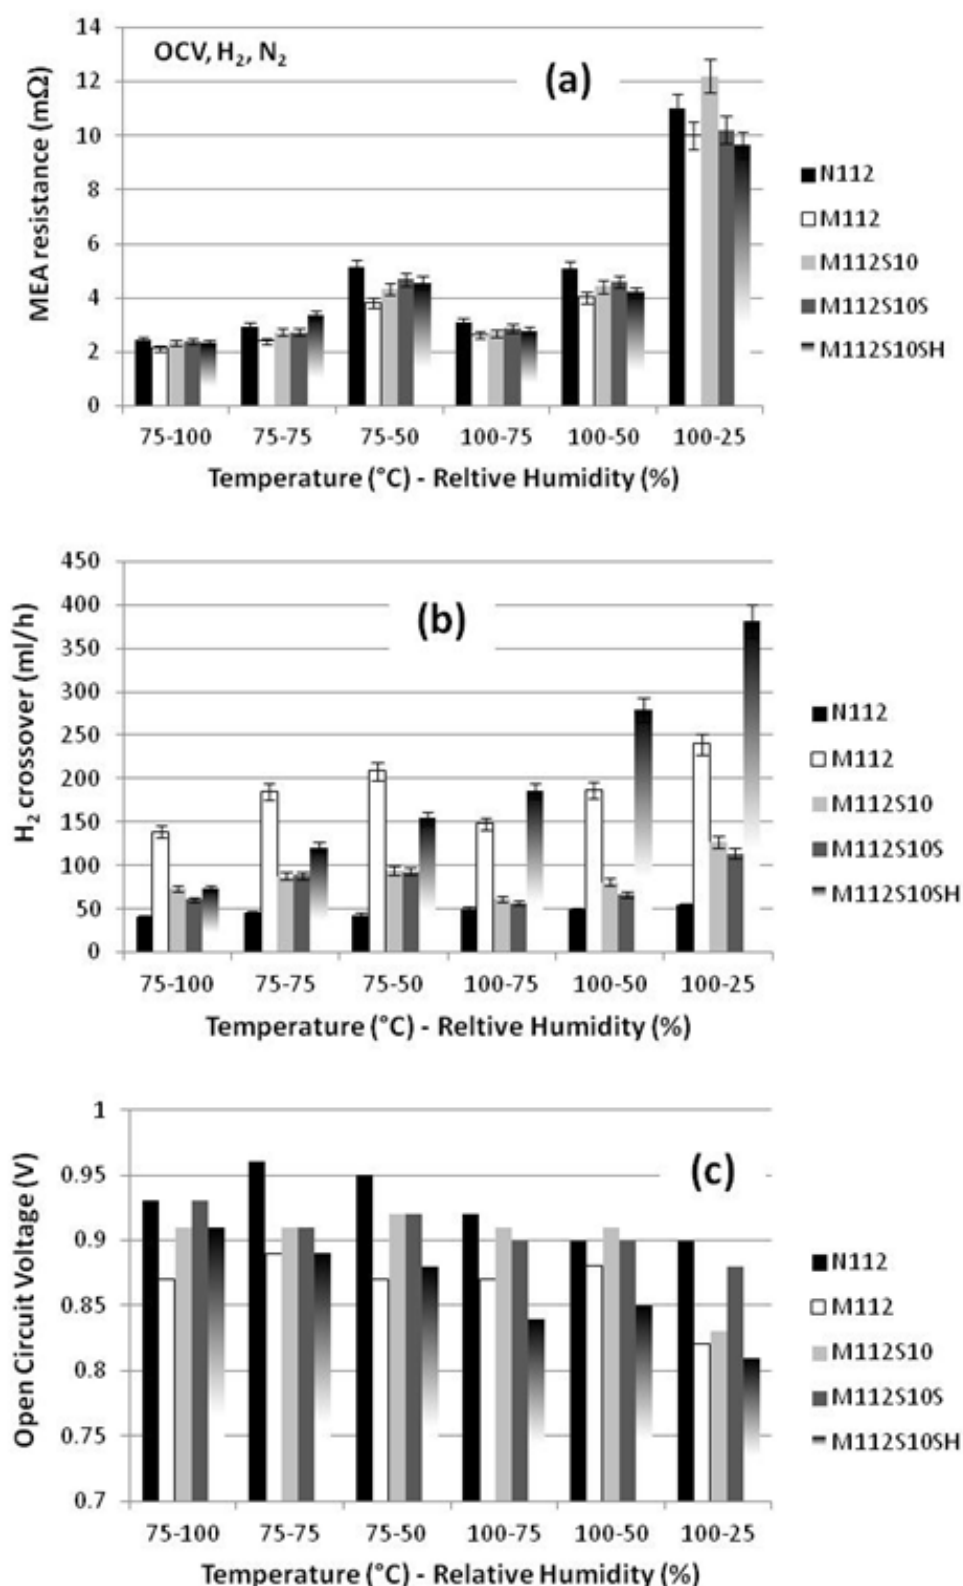 14
12
10
8
6
4
2
0
MEA resistance (mΩ)
OCV, H₂, N₂
(a)
N112
M112
M112S10
M112S10S
M112S10SH
75-100 75-75 75-50 100-75 100-50 100-25
Temperature (°C) - Reltive Humidity (%)
450
400
350
300
250
200
150
100
50
0
H₂ crossover (ml/h)
(b)
N112
M112
M112S10
M112S10S
M112S10SH
75-100 75-75 75-50 100-75 100-50 100-25
Temperature (°C) - Reltive Humidity (%)
1
0.95
0.9
0.85
0.8
0.75
0.7
Open Circuit Voltage (V)
(c)
N112
M112
M112S10
M112S10S
M112S10SH
75-100 75-75 75-50 100-75 100-50 100-25
Temperature (°C) - Relative Humidity (%)